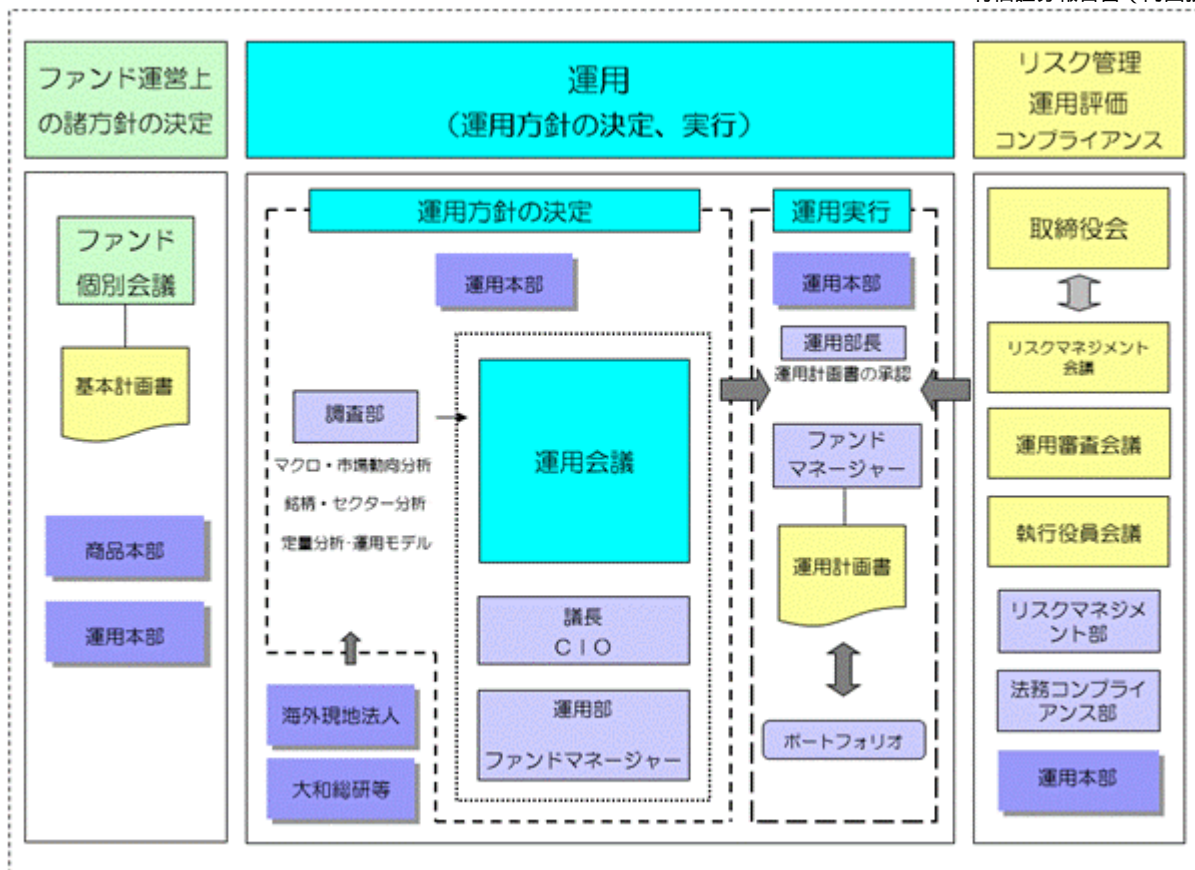 ファンド運営上
の諸方針の決定
運用
（運用方針の決定、実行）
リスク管理
運用評価
コンプライアンス
ファンド
個別会議
基本計画書
商品本部
運用本部
運用方針の決定
運用本部
調査部
マクロ・市場動向分析
銘柄・セクター分析
定量分析･運用モデル
運用会議
議長
ＣＩＯ
運用部
ファンドマネージャー
海外現地法人
大和総研等
運用実行
運用本部
運用部長
運用計画書の承認
ファンド
マネージャー
運用計画書
ポートフォリオ
取締役会
リスクマネジメント
会議
運用審査会議
執行役員会議
リスクマネジメ
ント部
法務コンプライ
アンス部
運用本部